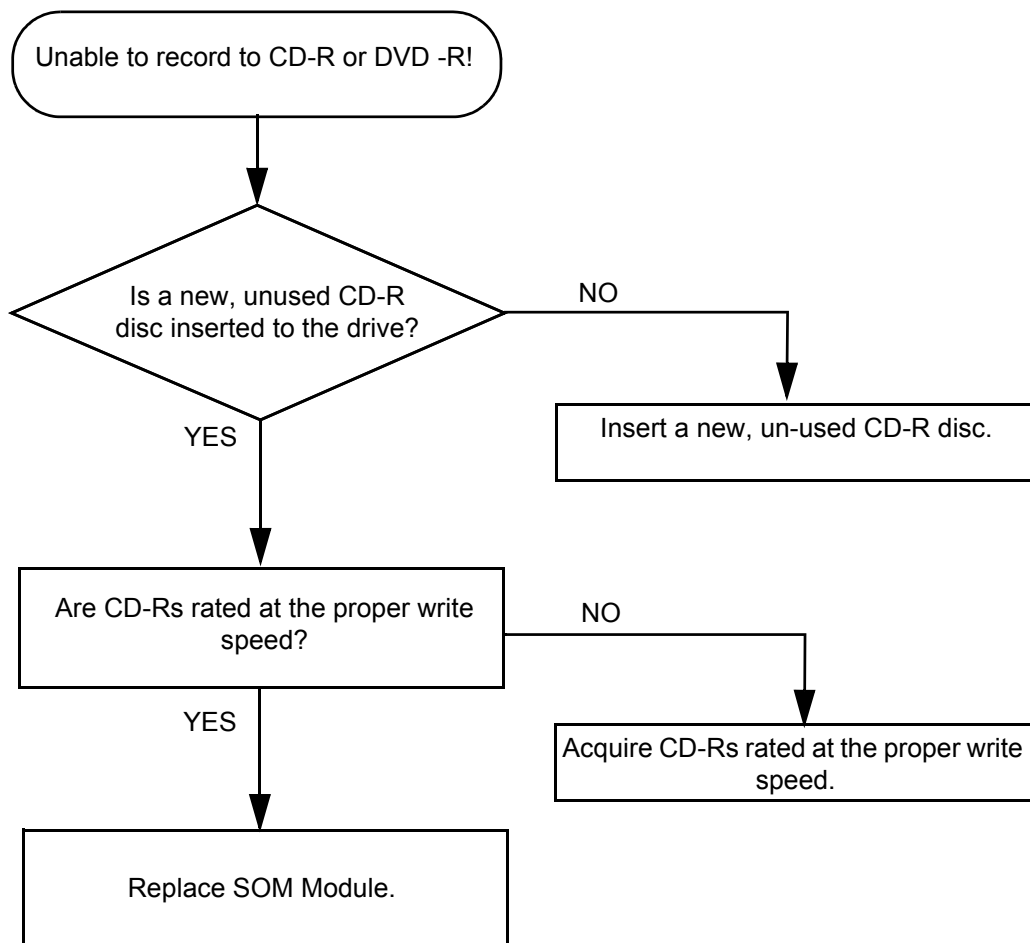 Unable to record to CD-R or DVD -R!
Is a new, unused CD-R
disc inserted to the drive?
NO
Insert a new, un-used CD-R disc.
YES
Are CD-Rs rated at the proper write
speed?
NO
YES
Acquire CD-Rs rated at the proper write
speed.
Replace SOM Module.